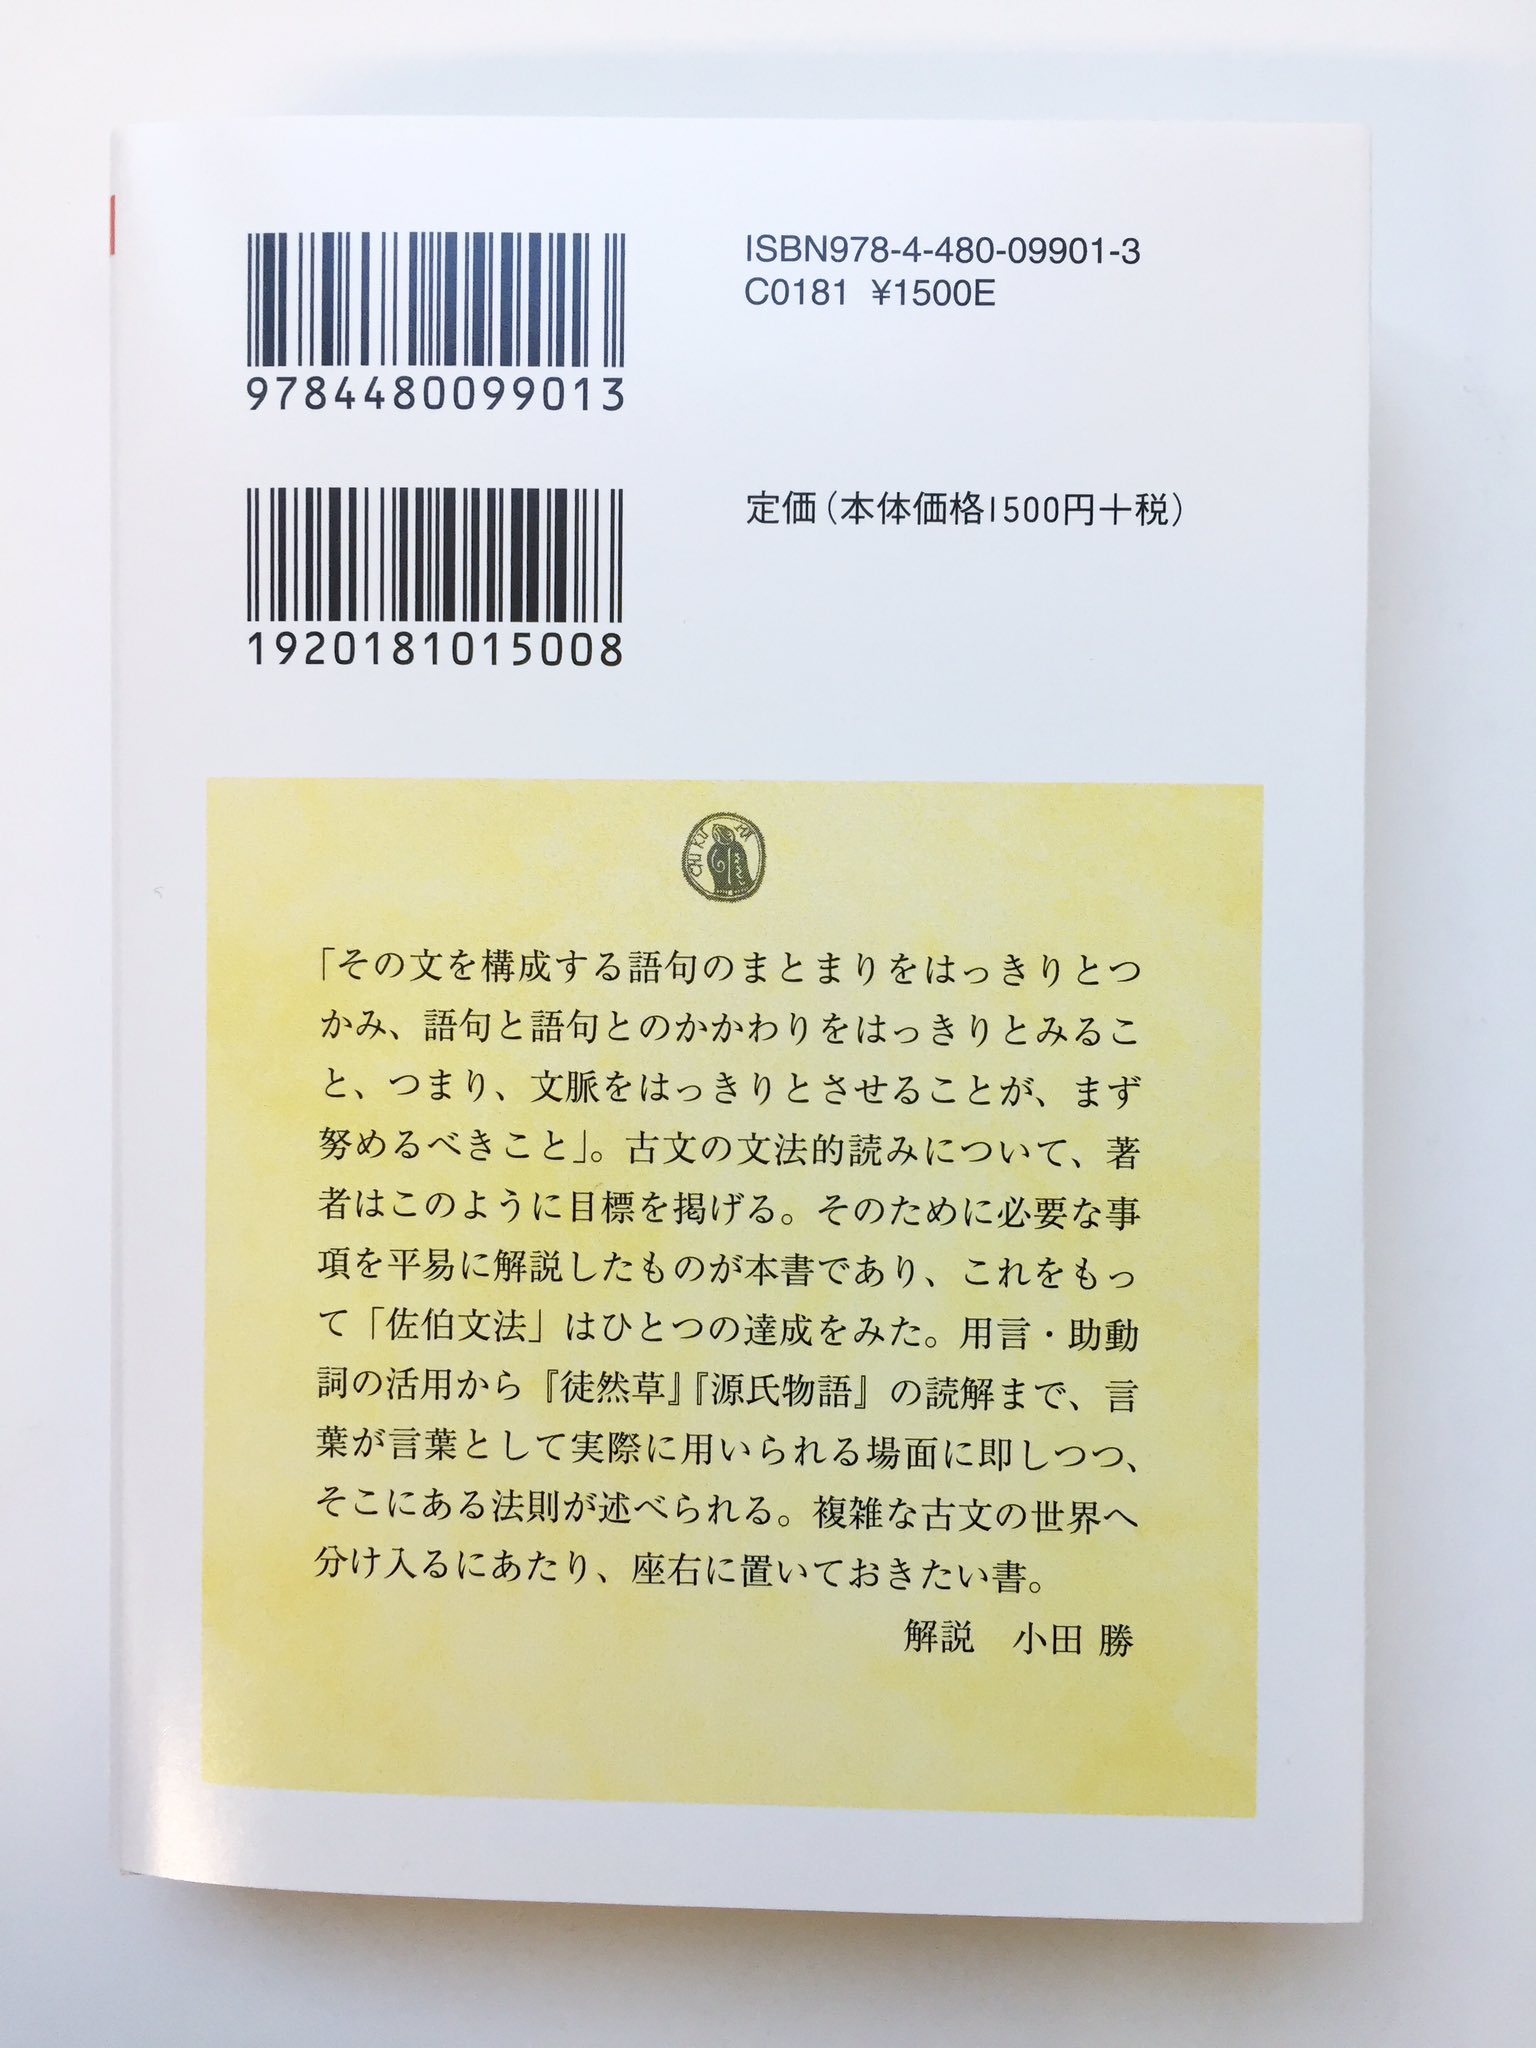 9784480099013
ISBN978-4-480-09901-3
C0181 ¥1500E
1920181015008
定価（本体価格1500円＋税）
CHIKUMA
「その文を構成する語句のまとまりをはっきりとつ
かみ、語句と語句とのかかわりをはっきりとみるこ
と、つまり、文脈をはっきりとさせることが、まず
努めるべきこと」。古文の文法的読みについて、著
者はこのように目標を掲げる。そのために必要な事
項を平易に解説したものが本書であり、これをもっ
て「佐伯文法」はひとつの達成をみた。用言・助動
詞の活用から『徒然草』『源氏物語』の読解まで、言
葉が言葉として実際に用いられる場面に即しつつ、
そこにある法則が述べられる。複雑な古文の世界へ
分け入るにあたり、座右に置いておきたい書。
解説　小田 勝